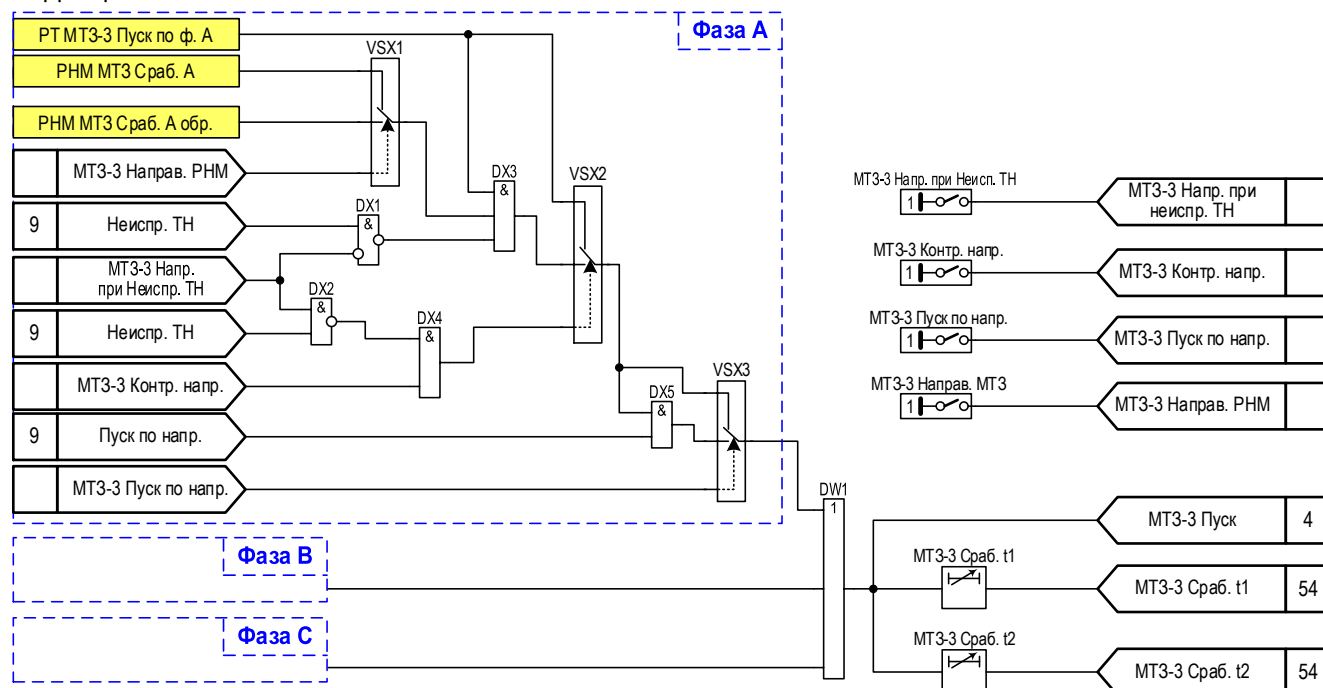 РТ МТЗ-3 Пуск по ф. А
Фаза А
VSX1
РНМ МТЗ Сраб. А
РНМ МТЗ Сраб. А обр.
МТЗ-3 Направ. РНМ
DX3
&
VSX2
DX1
&
9
Неиспр. ТН
МТЗ-3 Напр.
при Неиспр. ТН
DX2
&
9
Неиспр. ТН
DX4
&
МТЗ-3 Контр. напр.
VSX3
DX5
&
9
Пуск по напр.
МТЗ-3 Пуск по напр.
DW1
1
Фаза В
Фаза С
МТЗ-3 Напр. при Неисп. ТН
1
МТЗ-3 Напр. при
неиспр. ТН
МТЗ-3 Контр. напр.
1
МТЗ-3 Контр. напр.
МТЗ-3 Пуск по напр.
1
МТЗ-3 Пуск по напр.
МТЗ-3 Направ. МТЗ
1
МТЗ-3 Направ. РНМ
МТЗ-3 Пуск
4
МТЗ-3 Сраб. t1
МТЗ-3 Сраб. t1
54
МТЗ-3 Сраб. t2
МТЗ-3 Сраб. t2
54